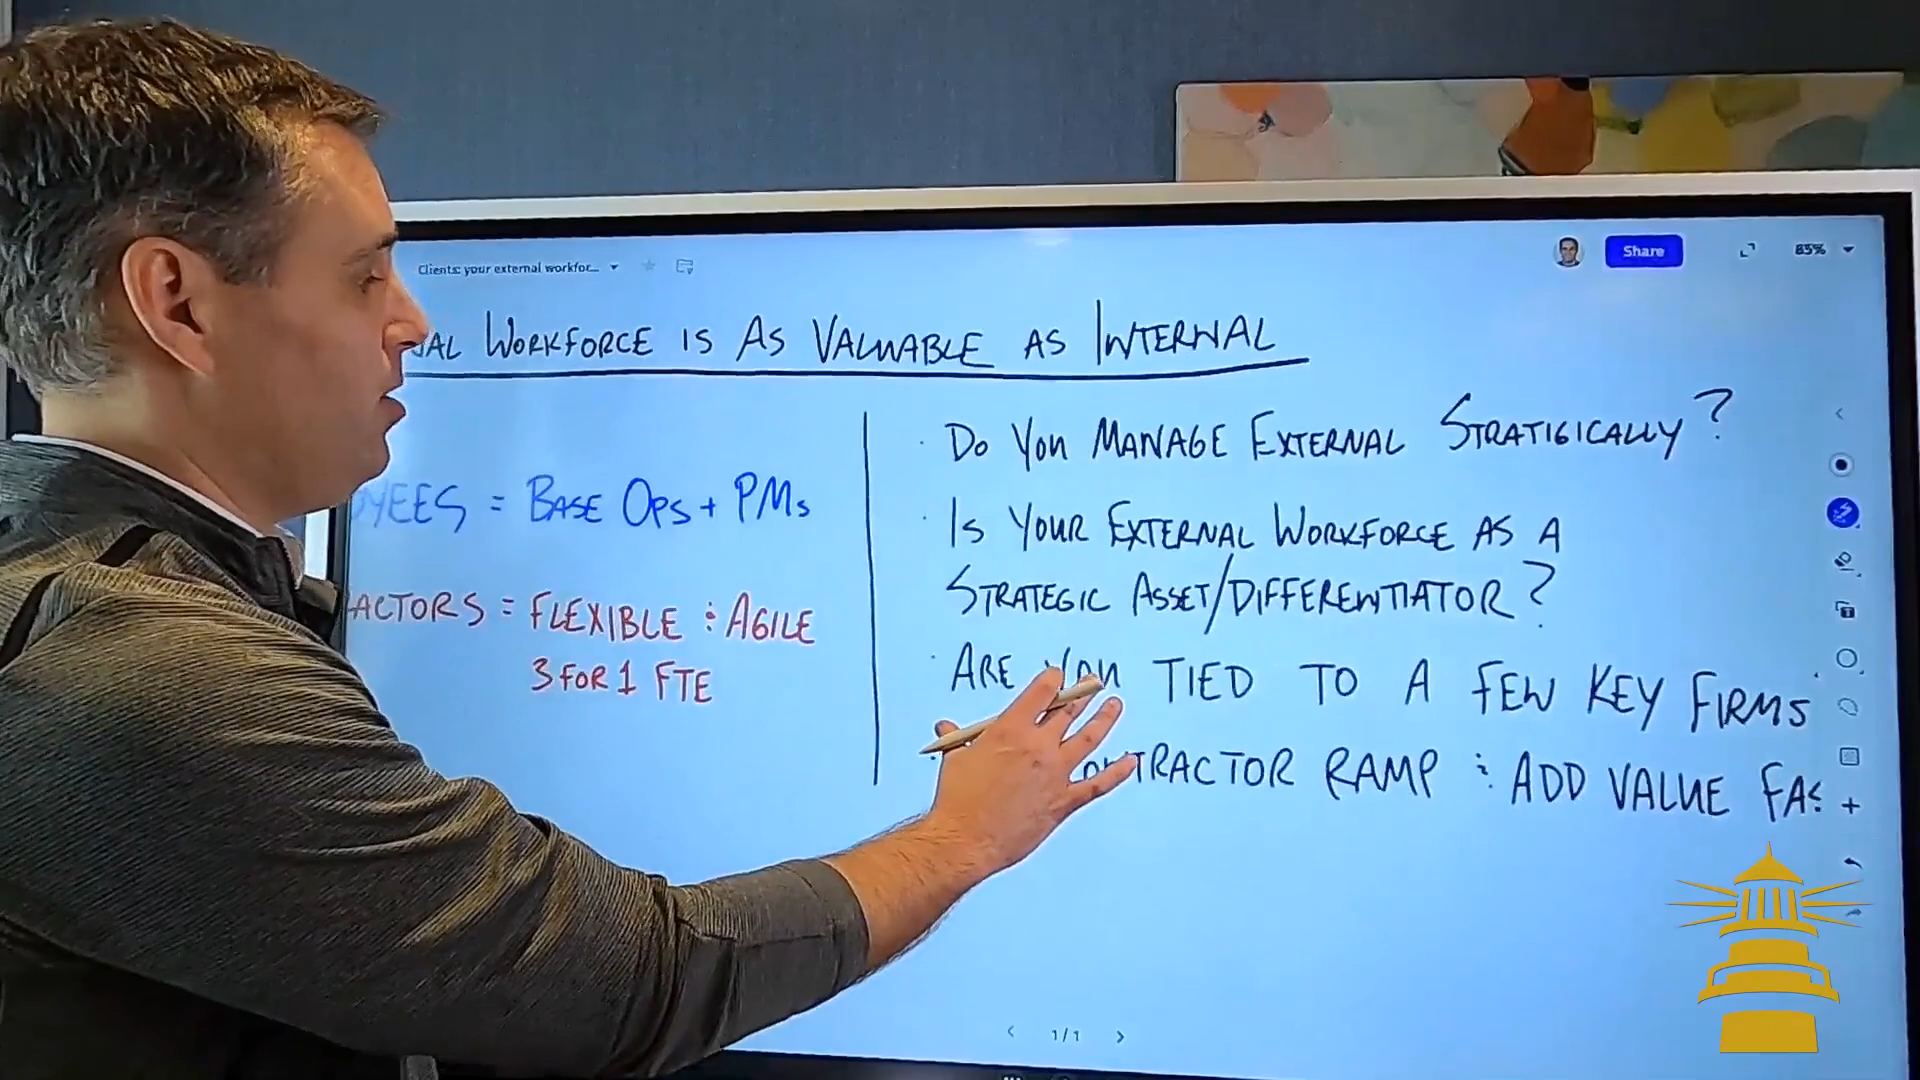 Clients: your external workfor...
Share
85%
WORKFORCE IS AS VALUABLE AS INTERNAL
= BASE OPS + PMs
= FLEXIBLE : AGILE
3 FOR 1 FTE
· DO YOU MANAGE EXTERNAL STRATIGICALLY?
· IS YOUR EXTERNAL WORKFORCE AS A
STRATEGIC ASSET/DIFFERENTIATOR?
· ARE YOU TIED TO A FEW KEY FIRMS
RAMP : ADD VALUE
1/1